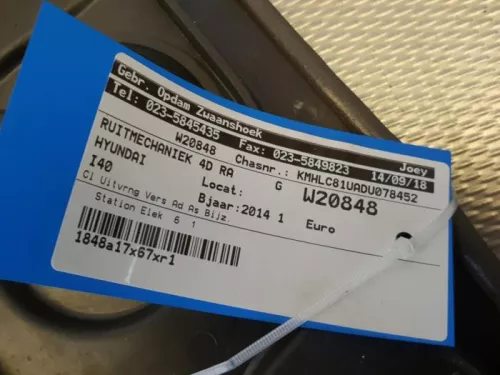 Gebr. Opdam Zwaanshoek
Tel: 023-5845435 Fax: 023-5849823 Joey
W20848 Chasnr.: KMHLC81UADU078452 14/09/18
RUITMECHANIEK 4D RA G W20848
HYUNDAI Locat:
I40 Bjaar:2014 1 Euro
Cl Uitvrng Vers Ad As Bijz.
Station Elek 6 1
1848a17x67xr1